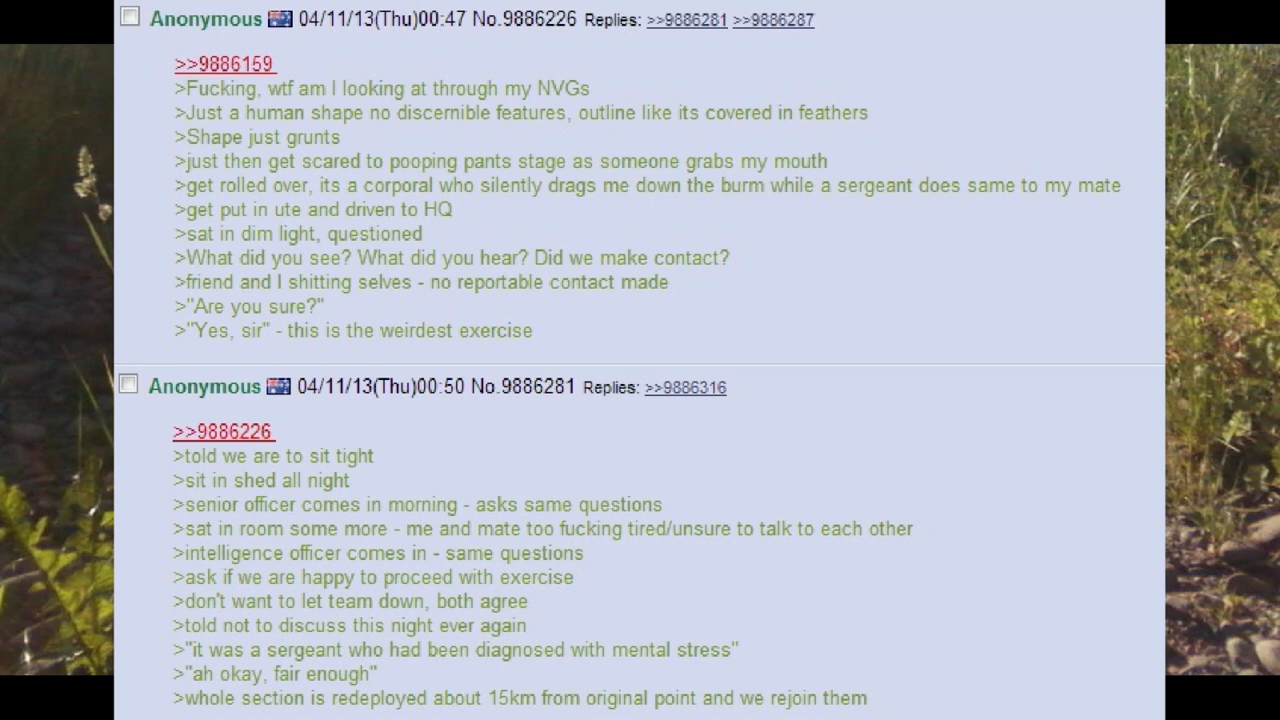 Anonymous 04/11/13(Thu)00:47 No.9886226 Replies: >>9886281 >>9886287
>>9886159
>Fucking, wtf am I looking at through my NVGs
>Just a human shape no discernible features, outline like its covered in feathers
>Shape just grunts
>just then get scared to pooping pants stage as someone grabs my mouth
>get rolled over, its a corporal who silently drags me down the burm while a sergeant does same to my mate
>get put in ute and driven to HQ
>sat in dim light, questioned
>What did you see? What did you hear? Did we make contact?
>friend and I shitting selves - no reportable contact made
>"Are you sure?"
>"Yes, sir" - this is the weirdest exercise
Anonymous 04/11/13(Thu)00:50 No.9886281 Replies: >>9886316
>>9886226
>told we are to sit tight
>sit in shed all night
>senior officer comes in morning - asks same questions
>sat in room some more - me and mate too fucking tired/unsure to talk to each other
>intelligence officer comes in - same questions
>ask if we are happy to proceed with exercise
>don't want to let team down, both agree
>told not to discuss this night ever again
>"it was a sergeant who had been diagnosed with mental stress"
>"ah okay, fair enough"
>whole section is redeployed about 15km from original point and we rejoin them